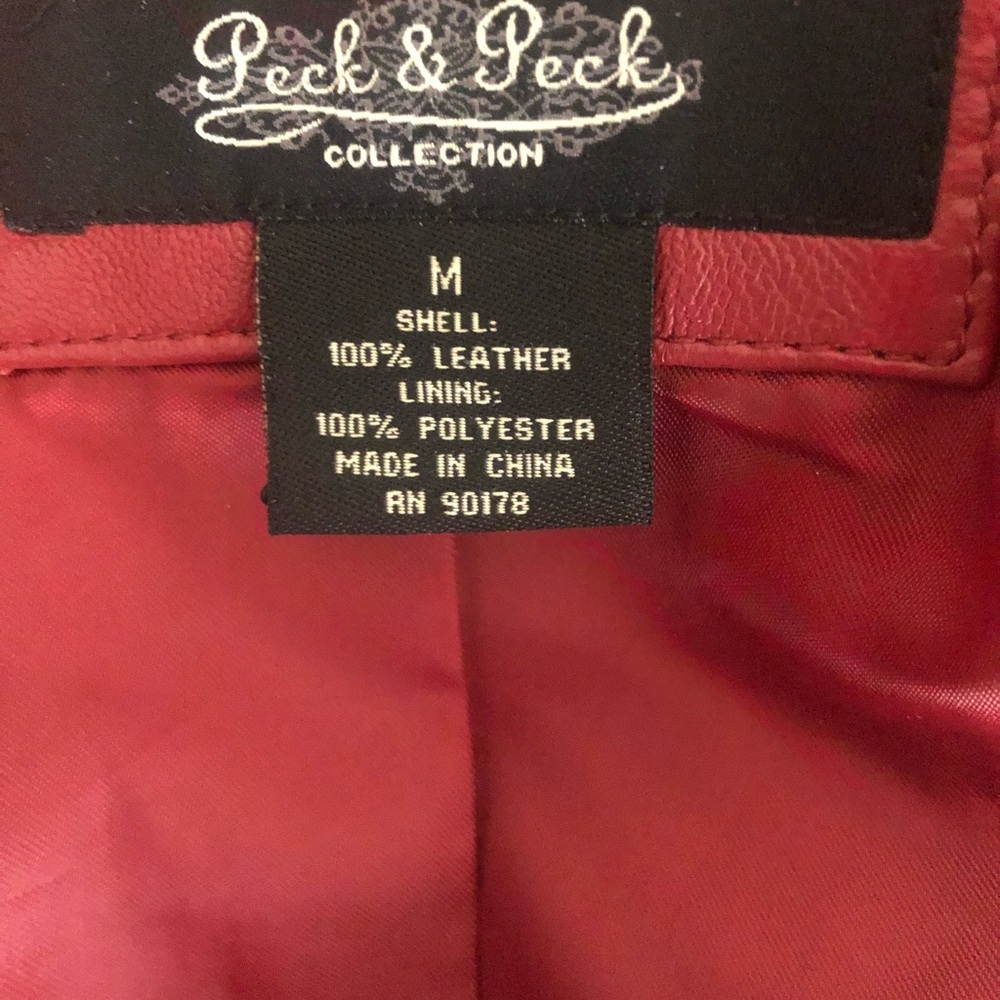 Peck & Peck
COLLECTION
M
SHELL:
100% LEATHER
LINING:
100% POLYESTER
MADE IN CHINA
RN 90178